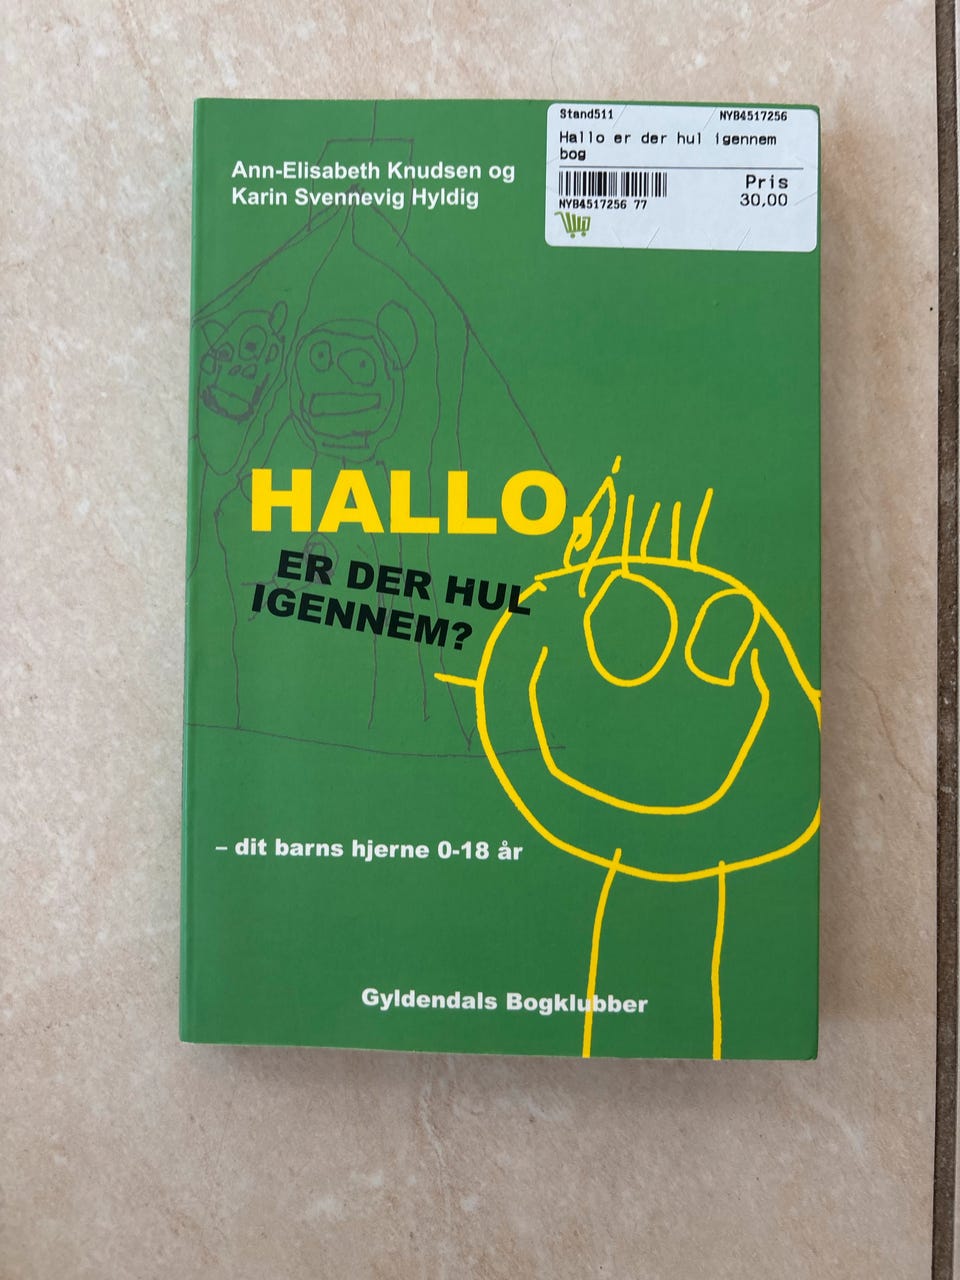 Stand511 NYB4517256
Hallo er der hul igennem
bog
Pris
30,00
NYB4517256 77
Ann-Elisabeth Knudsen og
Karin Svennevig Hyldig
HALLO,
ER DER HUL
IGENNEM?
– dit barns hjerne 0-18 år
Gyldendals Bogklubber